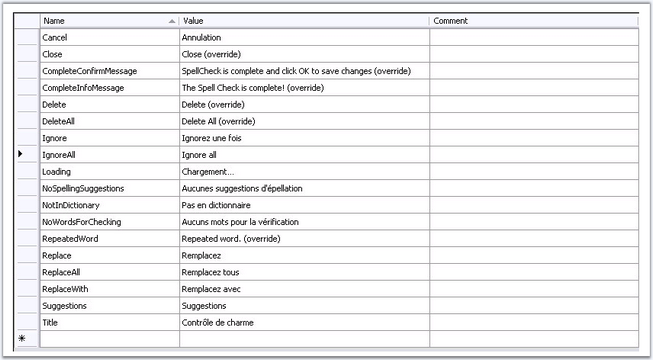 Name Value Comment
Cancel Annulation
Close Close (override)
CompleteConfirmMessage SpellCheck is complete and click OK to save changes (override)
CompleteInfoMessage The Spell Check is complete! (override)
Delete Delete (override)
DeleteAll Delete All (override)
Ignore Ignorez une fois
IgnoreAll Ignore all
Loading Chargement...
NoSpellingSuggestions Aucunes suggestions d'épellation
NotInDictionary Pas en dictionnaire
NoWordsForChecking Aucuns mots pour la vérification
RepeatedWord Repeated word. (override)
Replace Remplacez
ReplaceAll Remplacez tous
ReplaceWith Remplacez avec
Suggestions Suggestions
Title Contrôle de charme